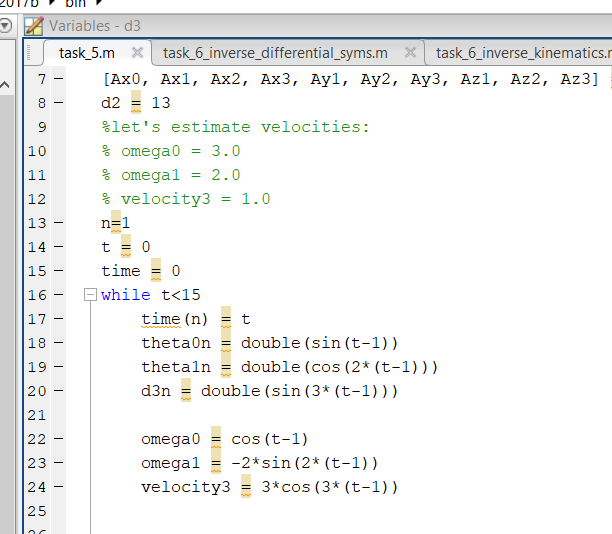 2017b ▸ bin ▸
Variables - d3
task_5.m × task_6_inverse_differential_syms.m × task_6_inverse_kinematics.
7 – [Ax0, Ax1, Ax2, Ax3, Ay1, Ay2, Ay3, Az1, Az2, Az3]
8 – d2 = 13
9 %let's estimate velocities:
10 % omega0 = 3.0
11 % omega1 = 2.0
12 % velocity3 = 1.0
13 – n=1
14 – t = 0
15 – time = 0
16 – while t<15
17 – time(n) = t
18 – theta0n = double(sin(t-1))
19 – theta1n = double(cos(2*(t-1)))
20 – d3n = double(sin(3*(t-1)))
21
22 – omega0 = cos(t-1)
23 – omega1 = -2*sin(2*(t-1))
24 – velocity3 = 3*cos(3*(t-1))
25